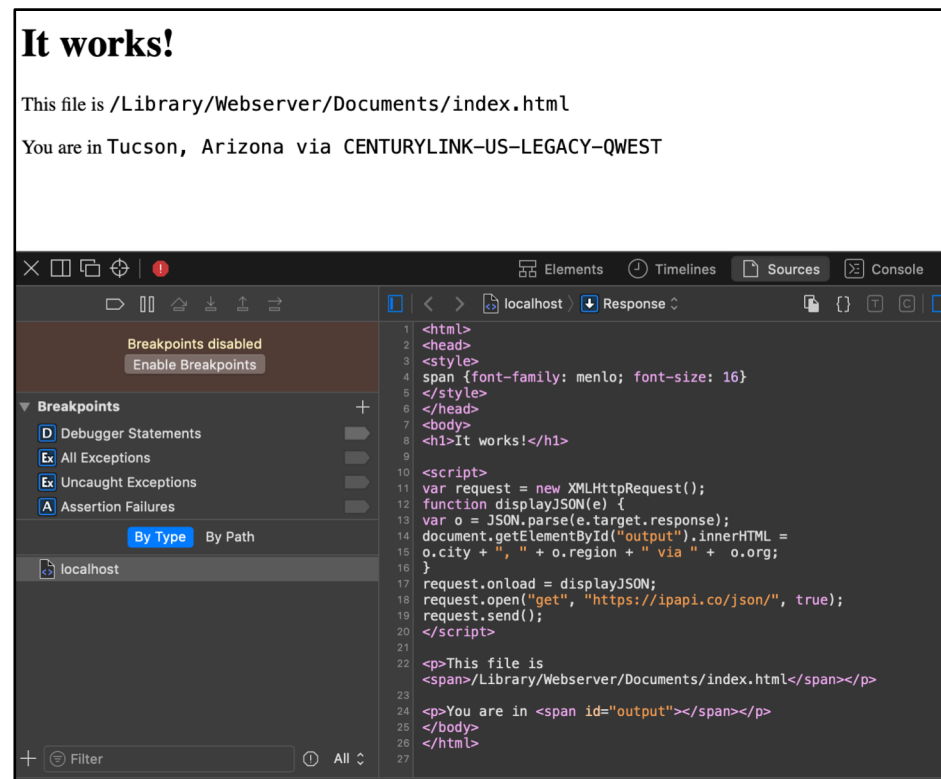 It works!
This file is /Library/Webserver/Documents/index.html
You are in Tucson, Arizona via CENTURYLINK-US-LEGACY-QWEST
Elements Timelines Sources Console
localhost Response
Breakpoints disabled
Enable Breakpoints
Breakpoints
D Debugger Statements
Ex All Exceptions
Ex Uncaught Exceptions
A Assertion Failures
By Type By Path
localhost
Filter All
{} T C
1 <html>
2 <head>
3 <style>
4 span {font-family: menlo; font-size: 16}
5 </style>
6 </head>
7 <body>
8 <h1>It works!</h1>
9
10 <script>
11 var request = new XMLHttpRequest();
12 function displayJSON(e) {
13 var o = JSON.parse(e.target.response);
14 document.getElementById("output").innerHTML =
15 o.city + ", " + o.region + " via " +  o.org;
16 }
17 request.onload = displayJSON;
18 request.open("get", "https://ipapi.co/json/", true);
19 request.send();
20 </script>
21
22 <p>This file is
<span>/Library/Webserver/Documents/index.html</span></p>
23
24 <p>You are in <span id="output"></span></p>
25 </body>
26 </html>
27